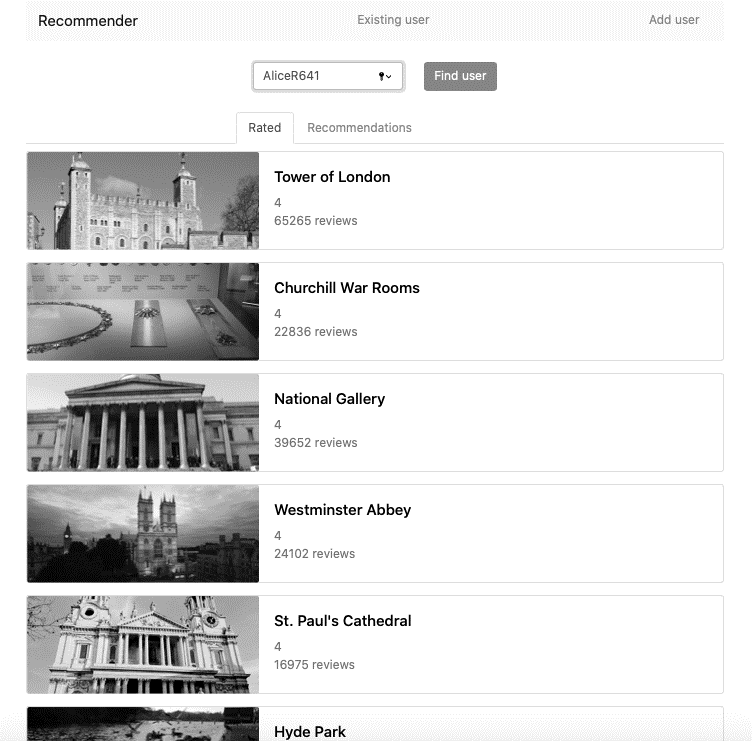 Recommender
Existing user
Add user
AliceR641
Find user
Rated
Recommendations
Tower of London
4
65265 reviews
Churchill War Rooms
4
22836 reviews
National Gallery
4
39652 reviews
Westminster Abbey
4
24102 reviews
St. Paul's Cathedral
4
16975 reviews
Hyde Park